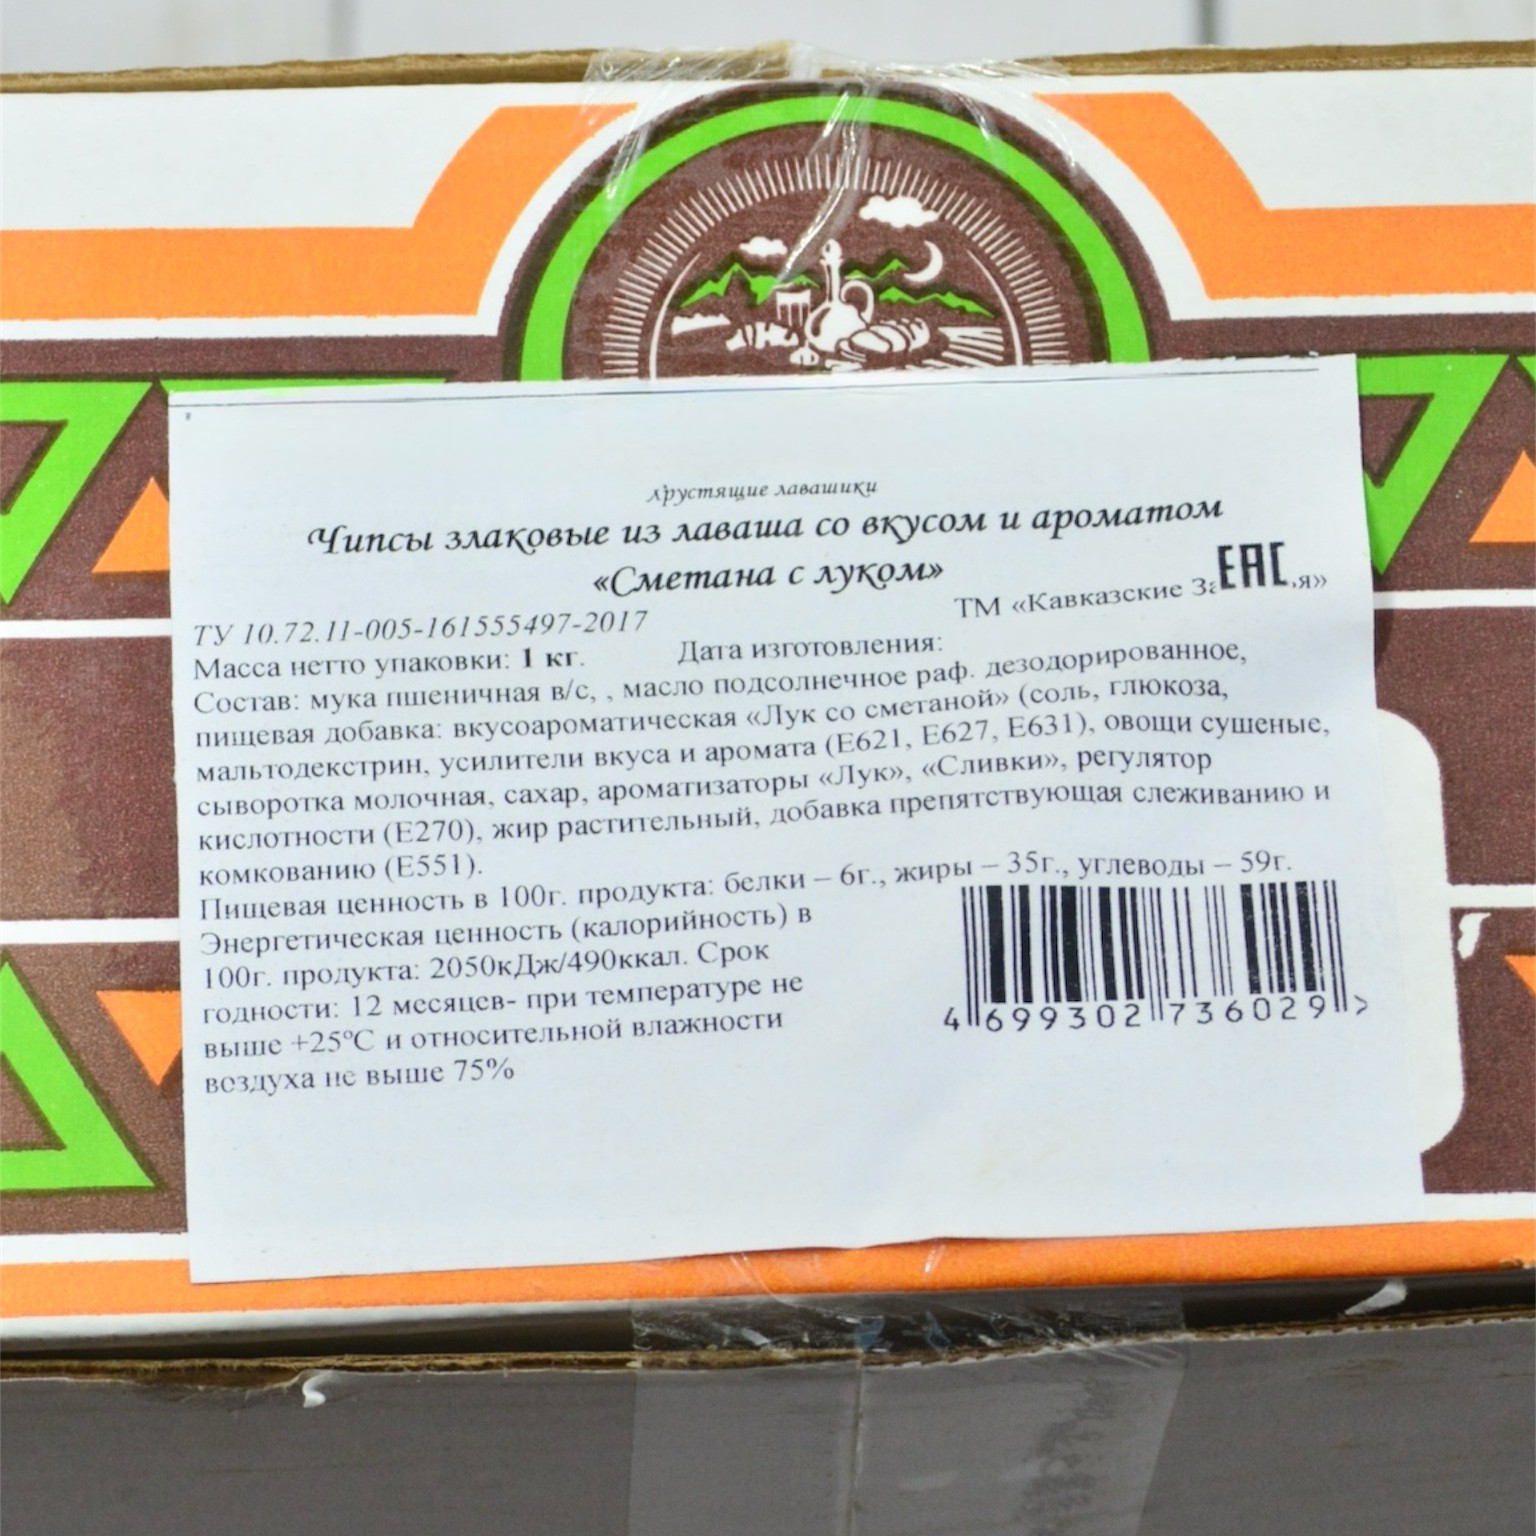 хрустящие лавашики
Чипсы злаковые из лаваша со вкусом и ароматом
«Сметана с луком»
ТУ 10.72.11-005-161555497-2017
ТМ «Кавказские
EAC
Масса нетто упаковки: 1 кг. Дата изготовления:
Состав: мука пшеничная в/с, , масло подсолнечное раф. дезодорированное,
пищевая добавка: вкусоароматическая «Лук со сметаной» (соль, глюкоза,
мальтодекстрин, усилители вкуса и аромата (Е621, Е627, Е631), овощи сушеные,
сыворотка молочная, сахар, ароматизаторы «Лук», «Сливки», регулятор
кислотности (Е270), жир растительный, добавка препятствующая слеживанию и
комкованию (Е551).
Пищевая ценность в 100г. продукта: белки – 6г., жиры – 35г., углеводы – 59г.
Энергетическая ценность (калорийность) в
100г. продукта: 2050кДж/490ккал. Срок
годности: 12 месяцев- при температуре не
выше +25ºС и относительной влажности
воздуха не выше 75%
4 699302 736029 >